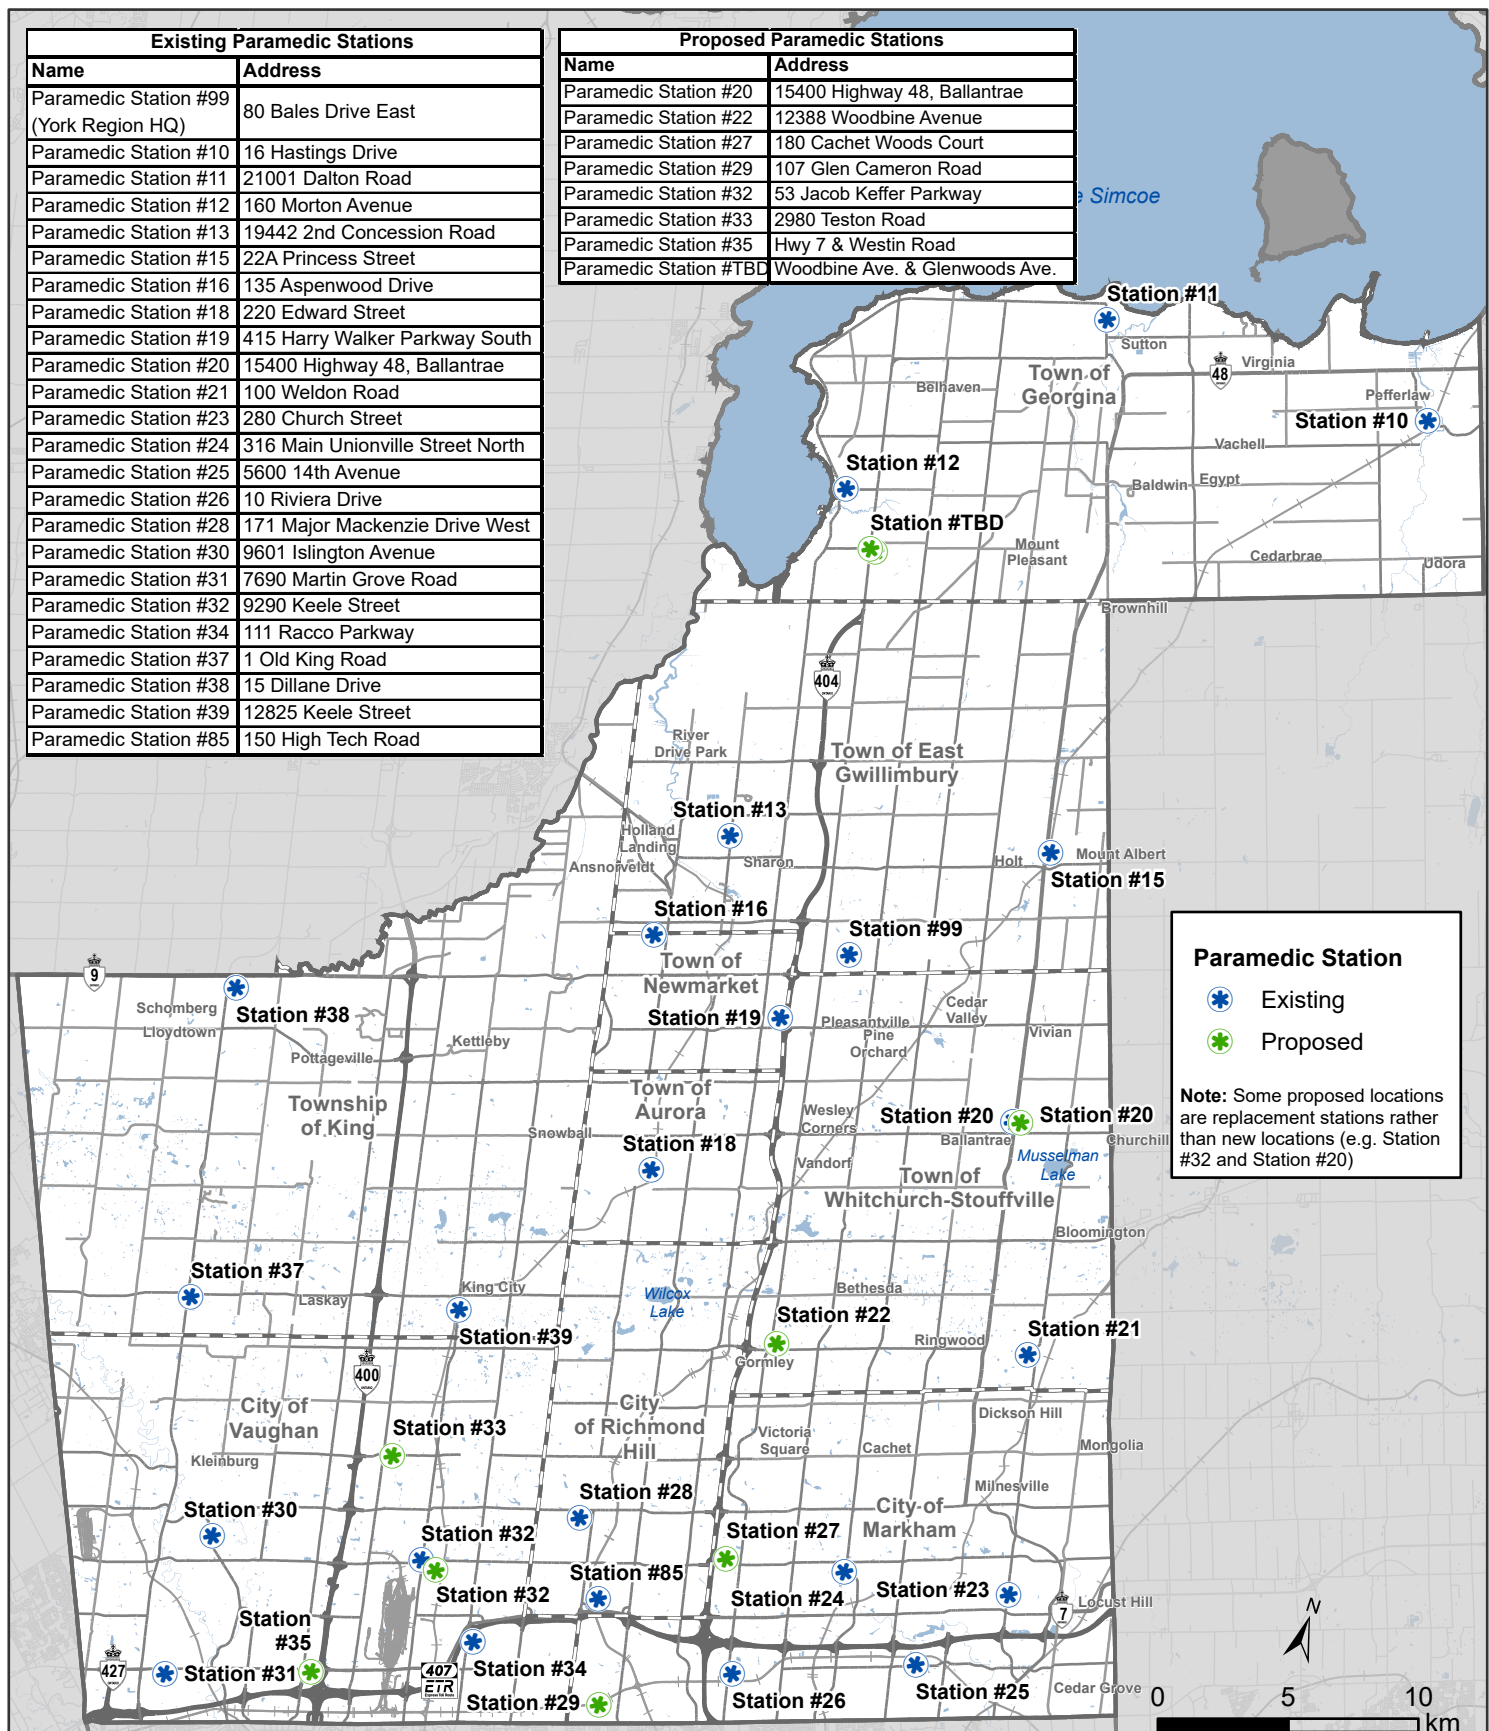 Existing Paramedic Stations
Name Address
Paramedic Station #99
(York Region HQ) 80 Bales Drive East
Paramedic Station #10 16 Hastings Drive
Paramedic Station #11 21001 Dalton Road
Paramedic Station #12 160 Morton Avenue
Paramedic Station #13 19442 2nd Concession Road
Paramedic Station #15 22A Princess Street
Paramedic Station #16 135 Aspenwood Drive
Paramedic Station #18 220 Edward Street
Paramedic Station #19 415 Harry Walker Parkway South
Paramedic Station #20 15400 Highway 48, Ballantrae
Paramedic Station #21 100 Weldon Road
Paramedic Station #23 280 Church Street
Paramedic Station #24 316 Main Unionville Street North
Paramedic Station #25 5600 14th Avenue
Paramedic Station #26 10 Riviera Drive
Paramedic Station #28 171 Major Mackenzie Drive West
Paramedic Station #30 9601 Islington Avenue
Paramedic Station #31 7690 Martin Grove Road
Paramedic Station #32 9290 Keele Street
Paramedic Station #34 111 Racco Parkway
Paramedic Station #37 1 Old King Road
Paramedic Station #38 15 Dillane Drive
Paramedic Station #39 12825 Keele Street
Paramedic Station #85 150 High Tech Road
Proposed Paramedic Stations
Name Address
Paramedic Station #20 15400 Highway 48, Ballantrae
Paramedic Station #22 12388 Woodbine Avenue
Paramedic Station #27 180 Cachet Woods Court
Paramedic Station #29 107 Glen Cameron Road
Paramedic Station #32 53 Jacob Keffer Parkway
Paramedic Station #33 2980 Teston Road
Paramedic Station #35 Hwy 7 & Westin Road
Paramedic Station #TBD Woodbine Ave. & Glenwoods Ave.
e Simcoe
Station #11
Sutton
Virginia
48
Town of
Georgina
Belhaven
Pefferlaw
Station #10
Vachell
Station #12
Baldwin
Egypt
Station #TBD
Mount
Pleasant
Cedarbrae
Udora
Brownhill
404
River
Drive Park
Town of East
Gwillimbury
Station #13
Holland
Landing
Sharon
Ansnorveldt
Holt
Mount Albert
Station #15
Station #16
Station #99
Town of
Newmarket
9
Schomberg
Lloydtown
Station #38
Station #19
Cedar
Valley
Pleasantville
Pine
Orchard
Vivian
Kettleby
Pottageville
Township
of King
Town of
Aurora
Snowball
Station #18
Wesley
Corners
Vandorf
Station #20
Station #20
Ballantrae
Churchill
Musselman
Lake
Town of
Whitchurch-Stouffville
Bloomington
Station #37
Laskay
King City
Station #39
Wilcox
Lake
Bethesda
Station #22
Gormley
Ringwood
Station #21
400
City of
Vaughan
Kleinburg
Station #33
City
of Richmond
Hill
Victoria
Square
Cachet
Dickson Hill
Mongolia
Milnesville
City of
Markham
Station #30
Station #28
Station #32
Station #32
Station #27
Station #85
Station #24
Station #23
7
Locust Hill
Station
#35
427
Station #31
407
ETR
Station #34
Station #29
Station #26
Station #25
Cedar Grove
Paramedic Station
Existing
Proposed
Note: Some proposed locations
are replacement stations rather
than new locations (e.g. Station
#32 and Station #20)
N
0 5 10
km